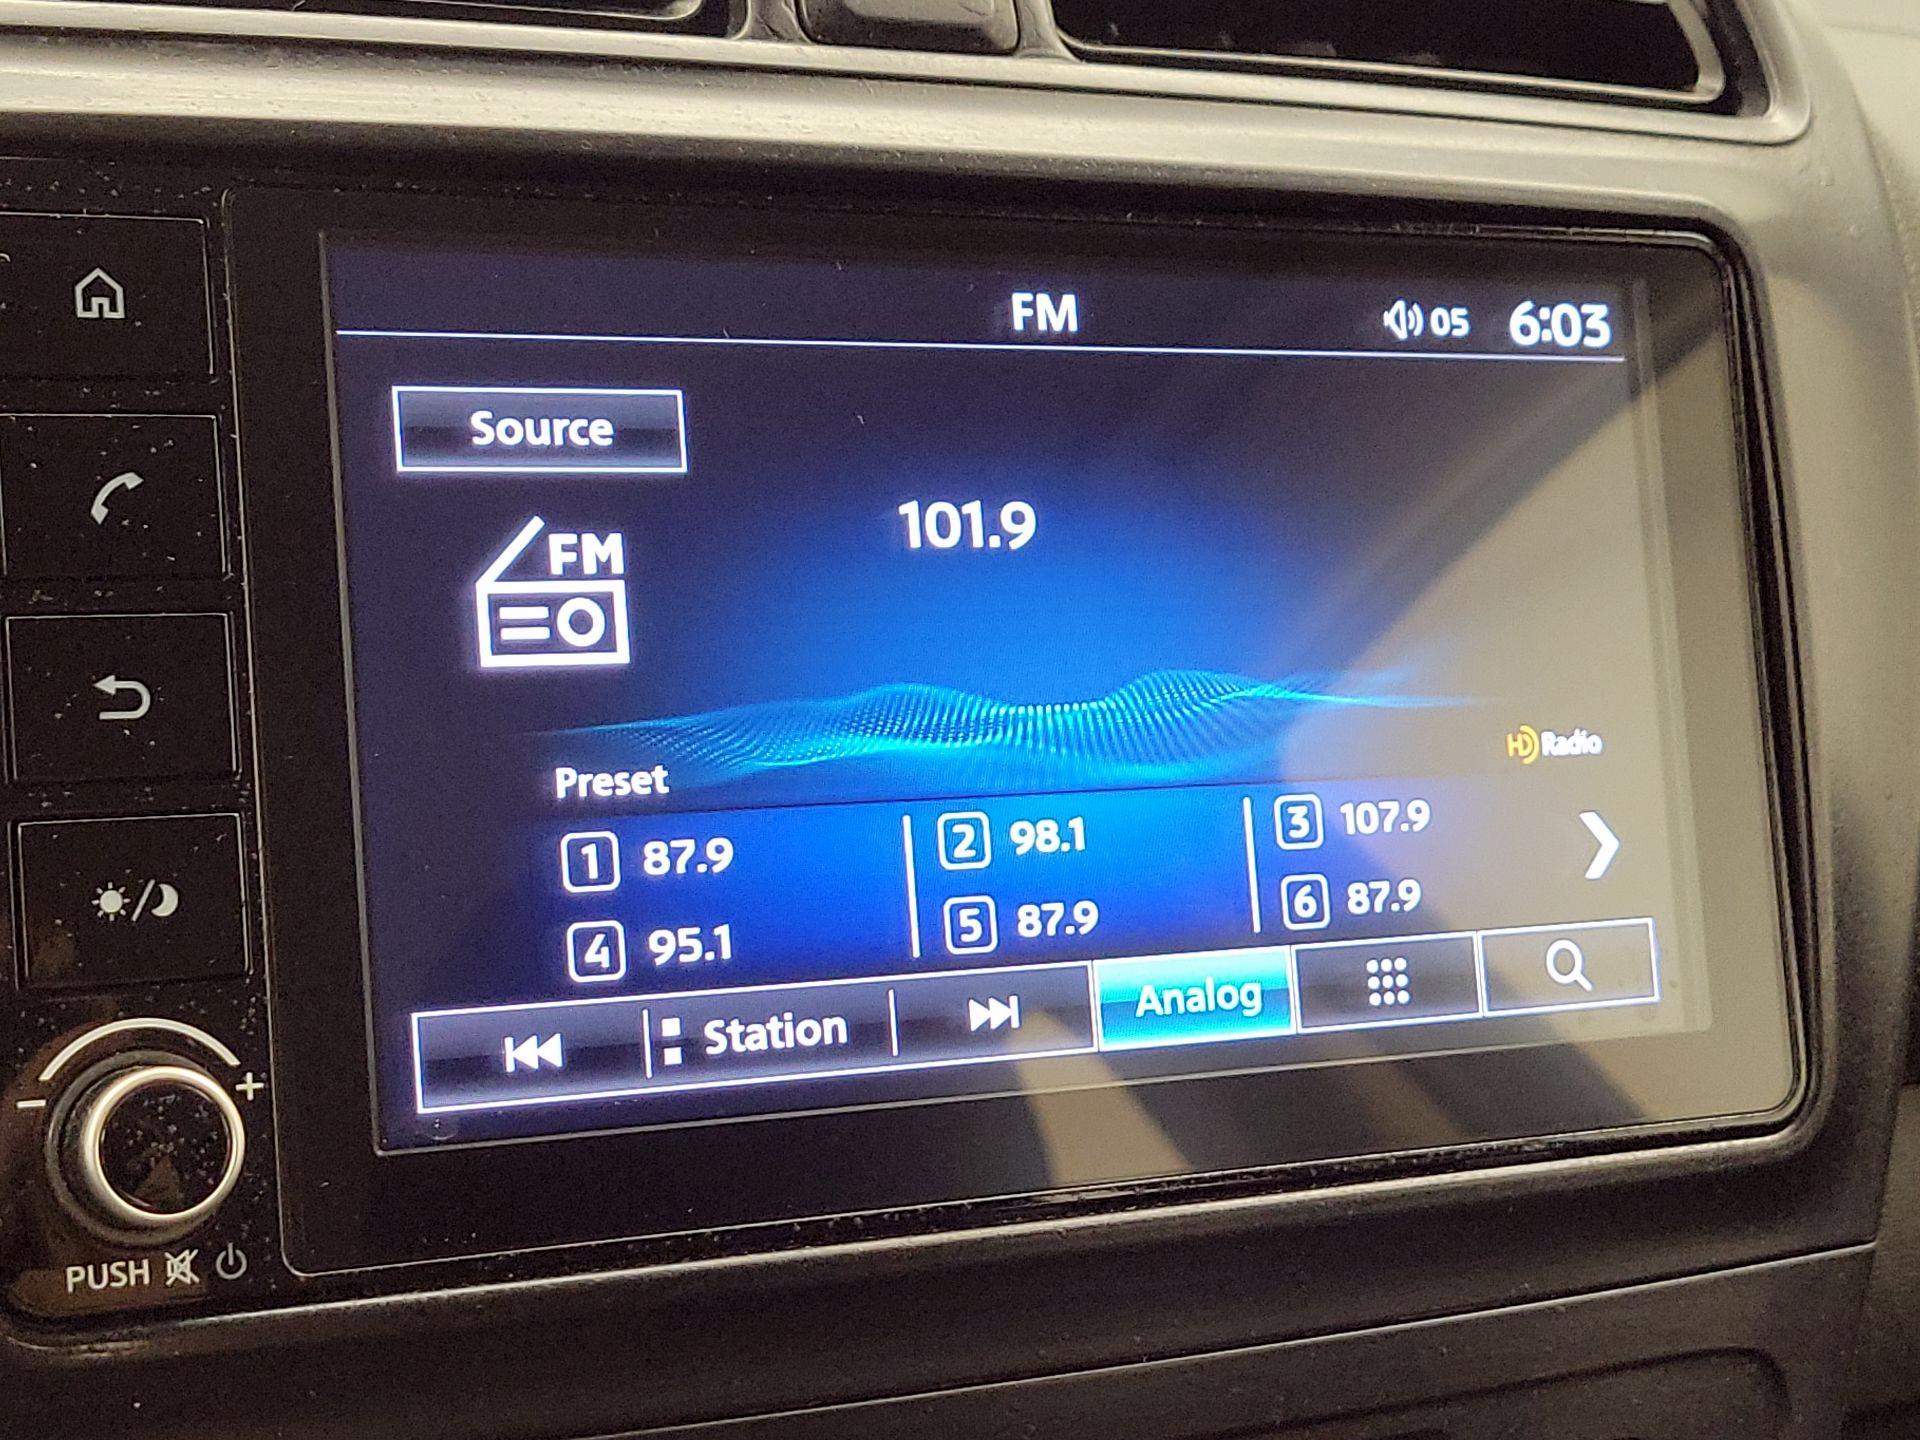 FM 05 6:03
Source
FM
101.9
HD Radio
Preset
1 87.9 2 98.1 3 107.9
4 95.1 5 87.9 6 87.9
Station Analog
- +
PUSH